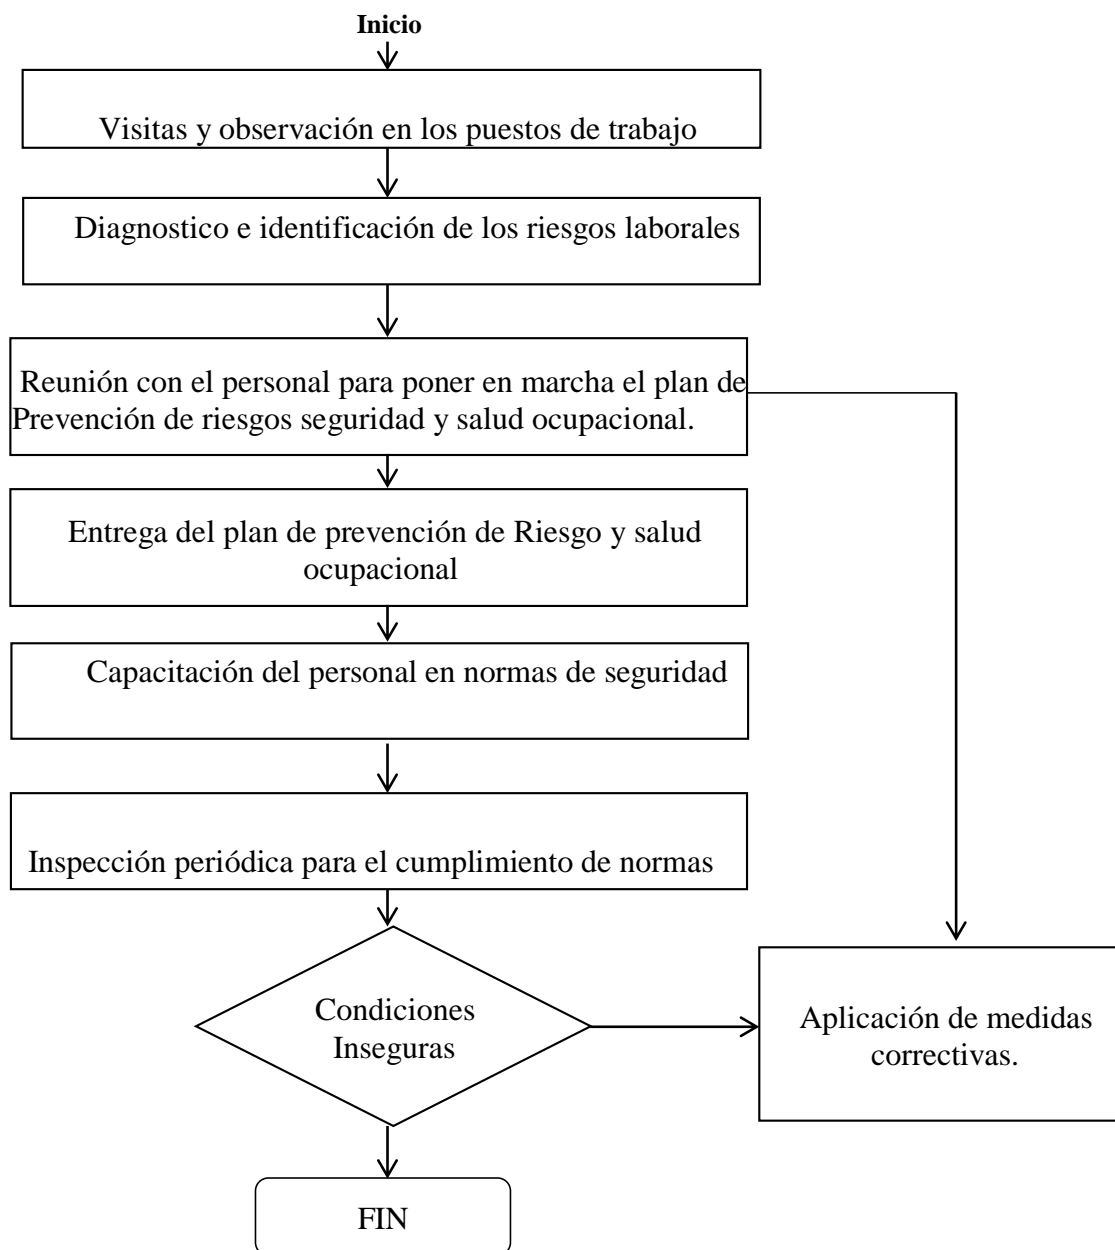 Inicio
Visitas y observación en los puestos de trabajo
Diagnostico e identificación de los riesgos laborales
Reunión con el personal para poner en marcha el plan de
Prevención de riesgos seguridad y salud ocupacional.
Entrega del plan de prevención de Riesgo y salud
ocupacional
Capacitación del personal en normas de seguridad
Inspección periódica para el cumplimiento de normas
Condiciones
Inseguras
Aplicación de medidas
correctivas.
FIN